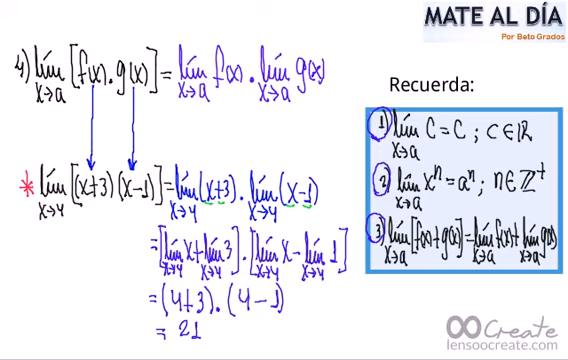 MATE AL DÍA
Por Beto Grados
4) lím x→a [f(x) . g(x)] = lím x→a f(x) . lím x→a g(x)
* lím x→4 [(x+3)(x-1)] = lím x→4 (x+3) . lím x→4 (x-1)
= [lím x→4 x + lím x→4 3] . [lím x→4 x - lím x→4 1]
= (4+3) . (4-1)
= 21
Recuerda:
1) lím x→a C = C ; C∈ℝ
2) lím x→a xⁿ = aⁿ ; n∈ℤ⁺
3) lím x→a [f(x)+g(x)] = lím x→a f(x) + lím x→a g(x)
Create
lensoocreate.com